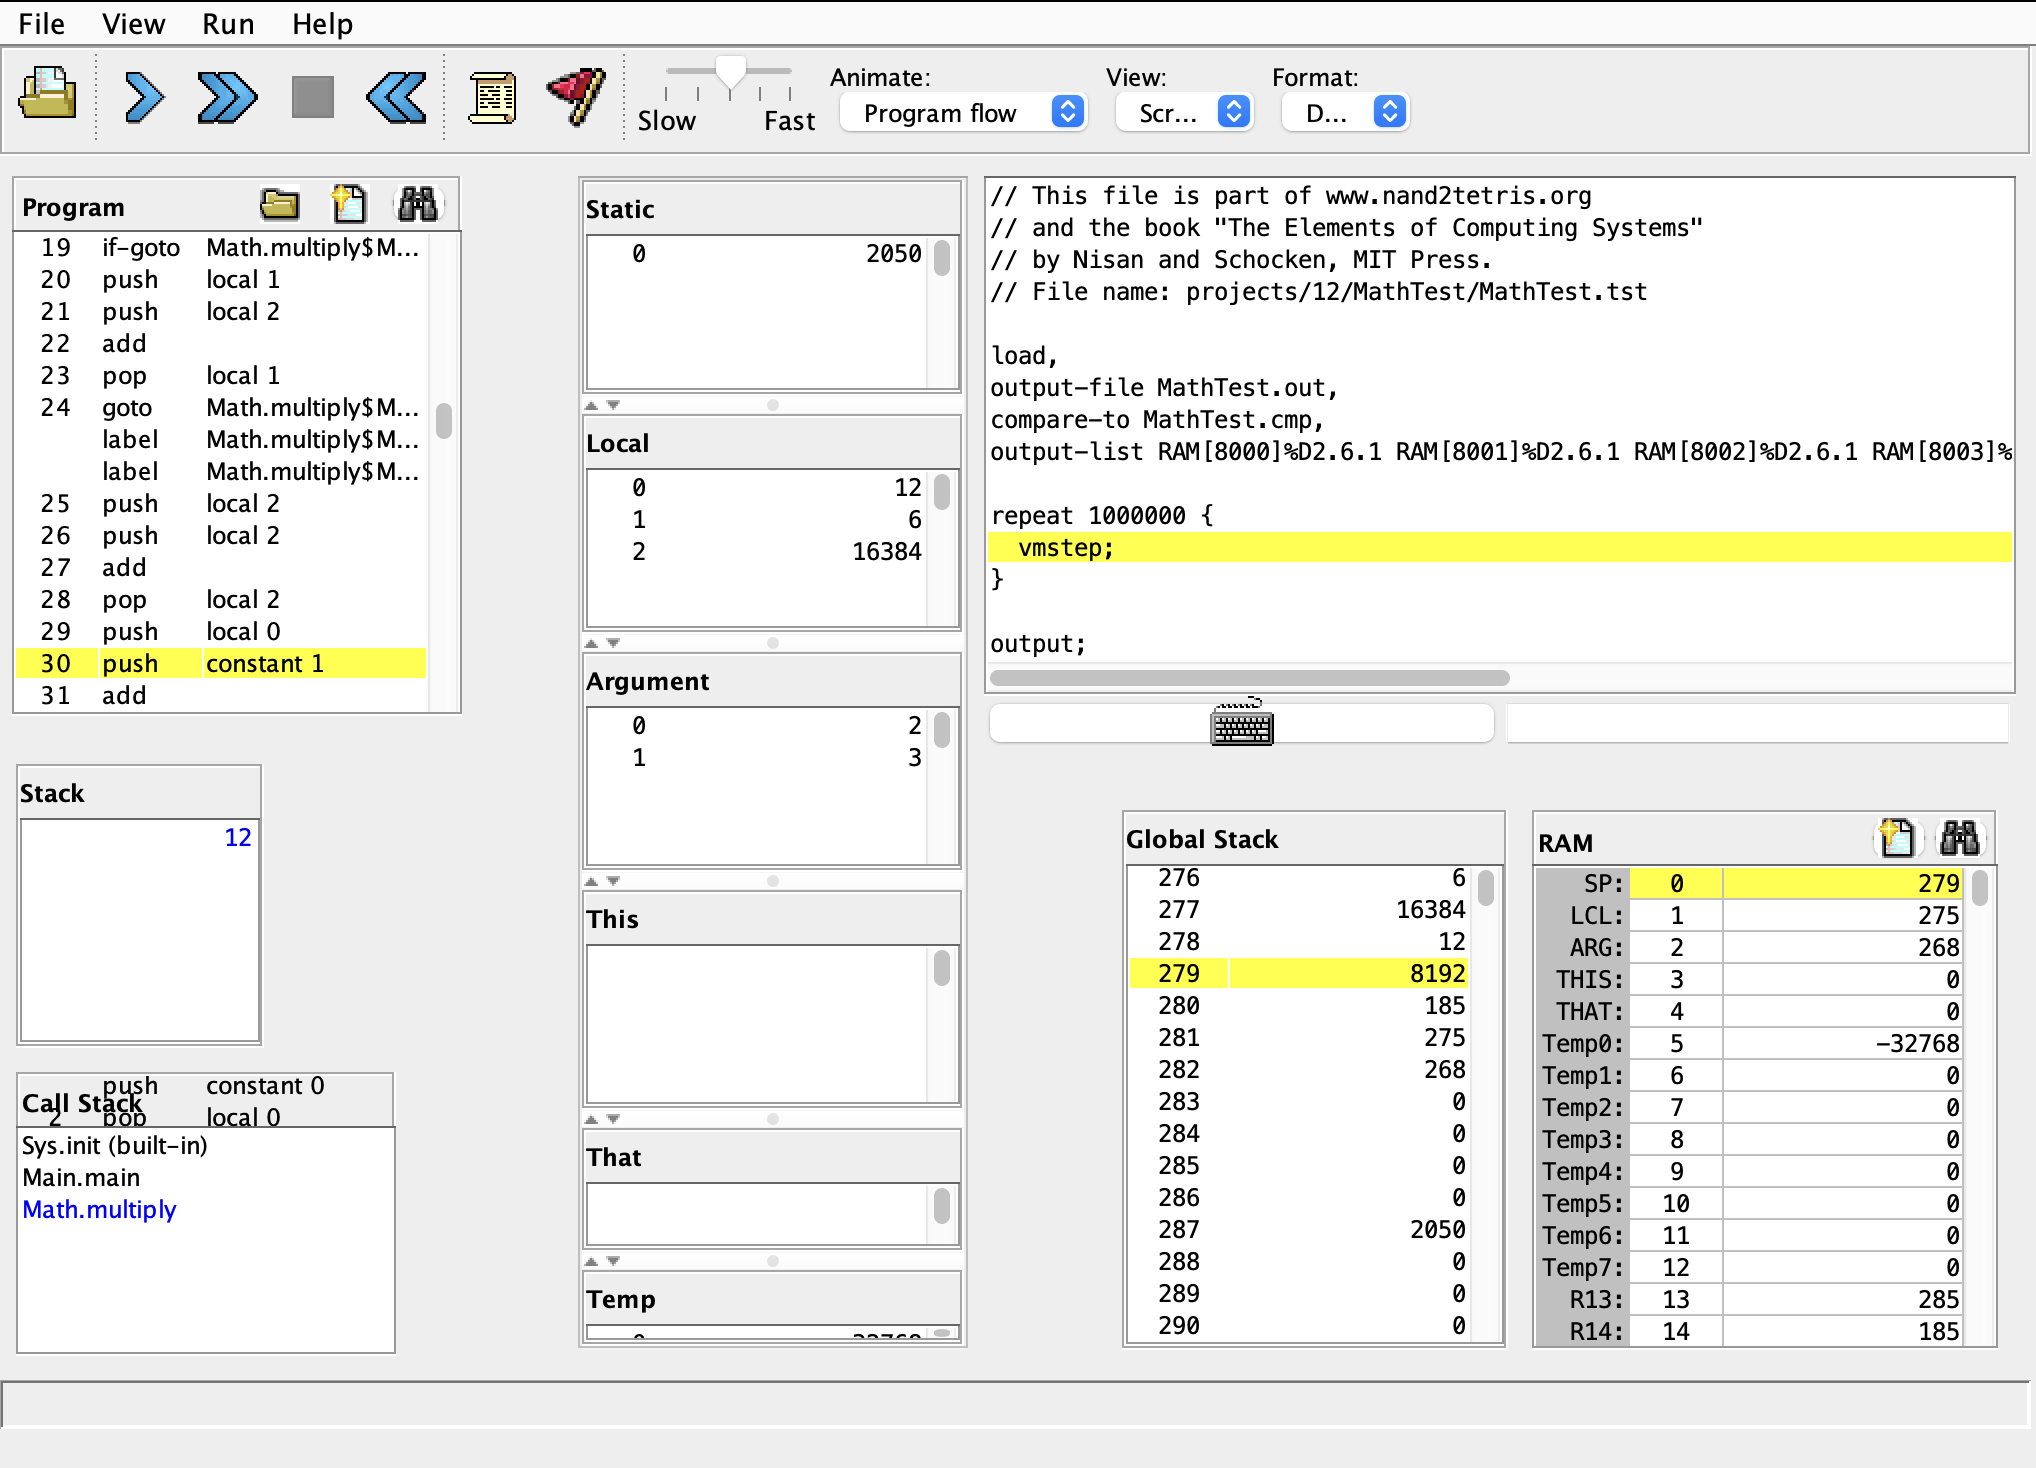 File View Run Help
Slow Fast
Animate:
Program flow
View:
Scr...
Format:
D...
Program
19 if-goto Math.multiply$M...
20 push local 1
21 push local 2
22 add
23 pop local 1
24 goto Math.multiply$M...
label Math.multiply$M...
label Math.multiply$M...
25 push local 2
26 push local 2
27 add
28 pop local 2
29 push local 0
30 push constant 1
31 add
Stack
12
push constant 0
Call Stack
2 pop local 0
Sys.init (built-in)
Main.main
Math.multiply
Static
0 2050
Local
0 12
1 6
2 16384
Argument
0 2
1 3
This
That
Temp
// This file is part of www.nand2tetris.org
// and the book "The Elements of Computing Systems"
// by Nisan and Schocken, MIT Press.
// File name: projects/12/MathTest/MathTest.tst
load,
output-file MathTest.out,
compare-to MathTest.cmp,
output-list RAM[8000]%D2.6.1 RAM[8001]%D2.6.1 RAM[8002]%D2.6.1 RAM[8003]%
repeat 1000000 {
vmstep;
}
output;
Global Stack
276 6
277 16384
278 12
279 8192
280 185
281 275
282 268
283 0
284 0
285 0
286 0
287 2050
288 0
289 0
290 0
RAM
SP: 0 279
LCL: 1 275
ARG: 2 268
THIS: 3 0
THAT: 4 0
Temp0: 5 -32768
Temp1: 6 0
Temp2: 7 0
Temp3: 8 0
Temp4: 9 0
Temp5: 10 0
Temp6: 11 0
Temp7: 12 0
R13: 13 285
R14: 14 185